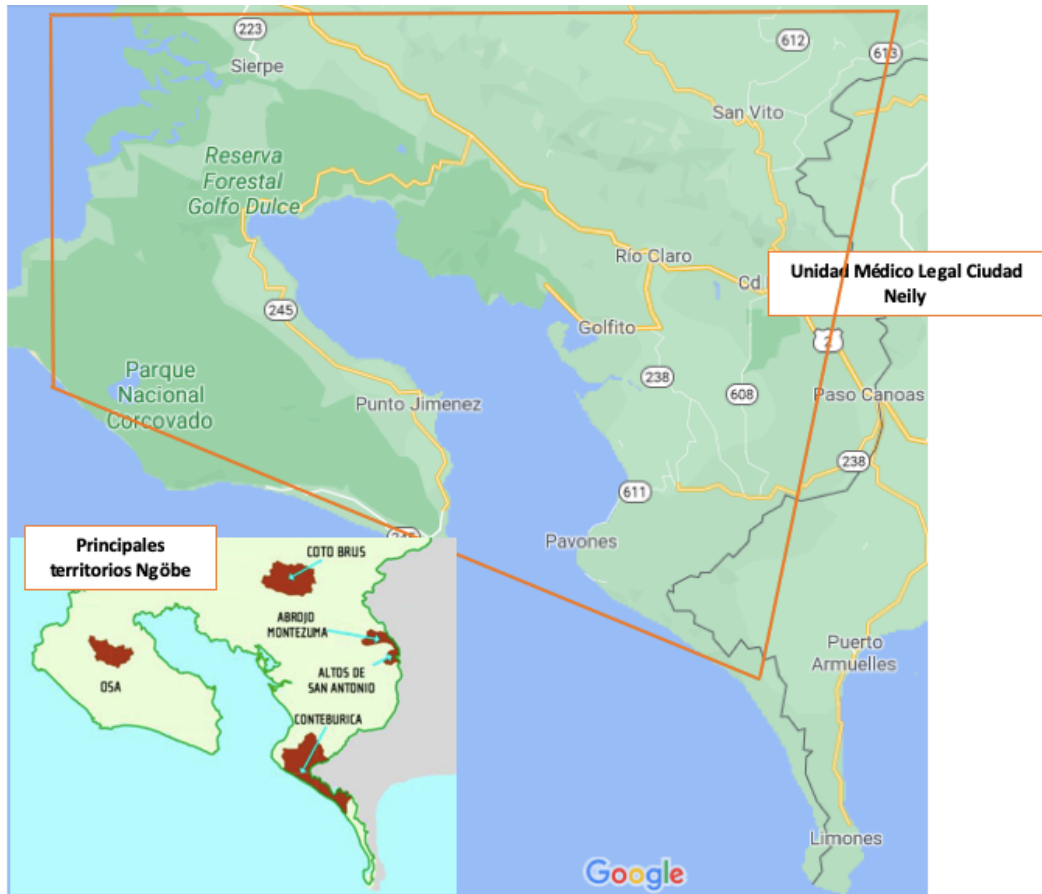 223
Sierpe
612
613
San Vito
Reserva
Forestal
Golfo Dulce
Río Claro
Cd
Unidad Médico Legal Ciudad
Neily
245
Golfito
2
238
608
Parque
Nacional
Corcovado
Punto Jimenez
Paso Canoas
238
611
Pavones
Principales
territorios Ngöbe
COTO BRUS
ABROJO
MONTEZUMA
OSA
ALTOS DE
SAN ANTONIO
CONTEBURICA
Puerto
Armuelles
Limones
Google